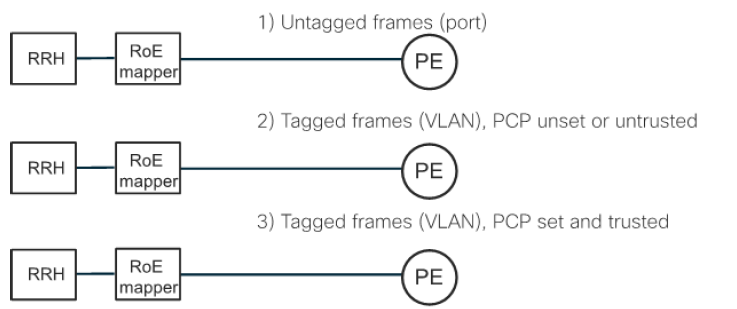 1) Untagged frames (port)
RRH
RoE
mapper
PE
2) Tagged frames (VLAN), PCP unset or untrusted
RRH
RoE
mapper
PE
3) Tagged frames (VLAN), PCP set and trusted
RRH
RoE
mapper
PE